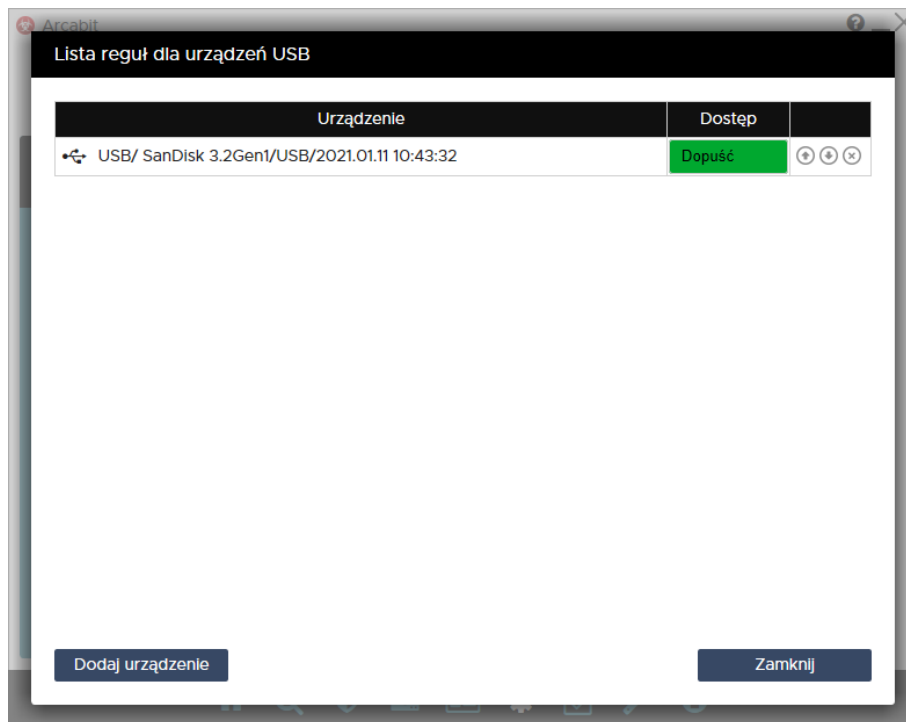 Arcabit
Lista reguł dla urządzeń USB
Urządzenie Dostęp
USB/ SanDisk 3.2Gen1/USB/2021.01.11 10:43:32 Dopuść
Dodaj urządzenie Zamknij